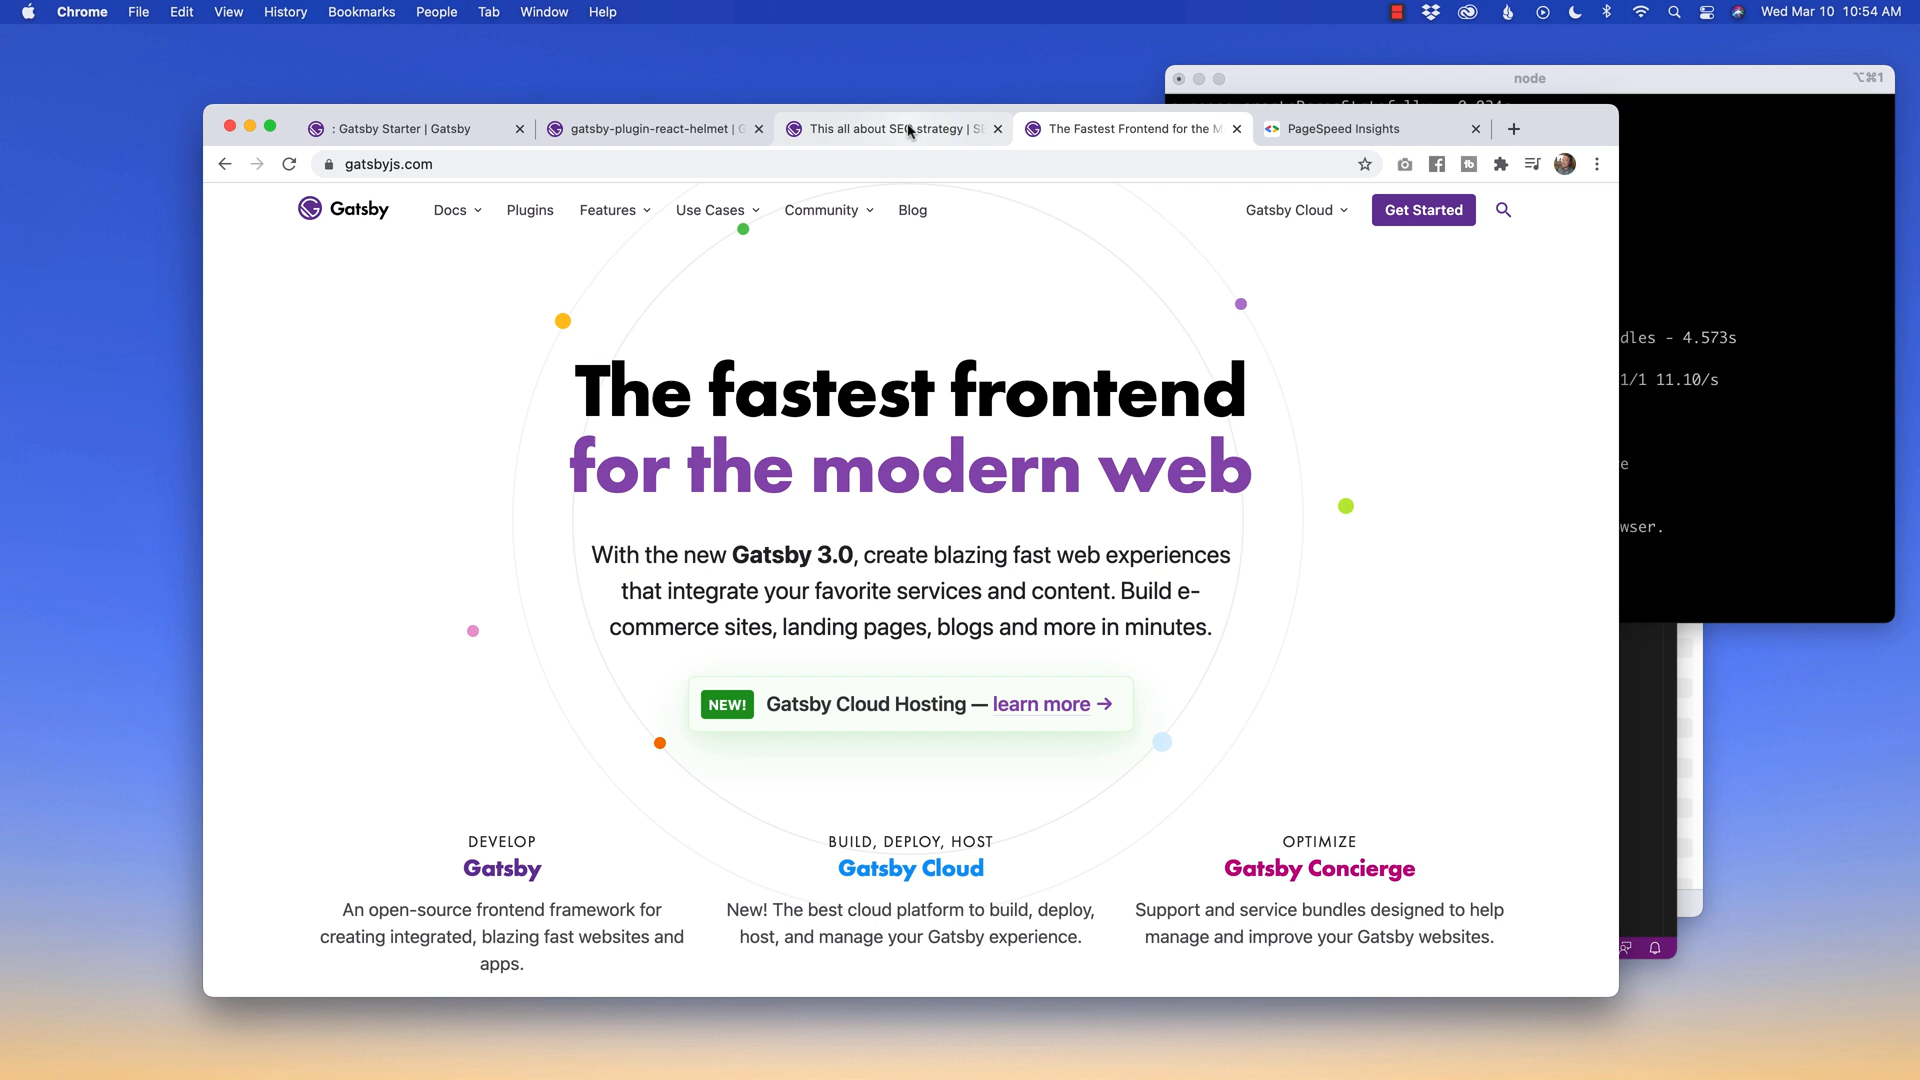 Chrome File Edit View History Bookmarks People Tab Window Help
Wed Mar 10 10:54 AM
node
⌥⌘1
: Gatsby Starter | Gatsby
gatsby-plugin-react-helmet | G
This all about SEO strategy | SE
The Fastest Frontend for the M
PageSpeed Insights
gatsbyjs.com
Gatsby
Docs
Plugins
Features
Use Cases
Community
Blog
Gatsby Cloud
Get Started
The fastest frontend
for the modern web
With the new Gatsby 3.0, create blazing fast web experiences
that integrate your favorite services and content. Build e-
commerce sites, landing pages, blogs and more in minutes.
NEW! Gatsby Cloud Hosting — learn more →
DEVELOP
Gatsby
An open-source frontend framework for
creating integrated, blazing fast websites and
apps.
BUILD, DEPLOY, HOST
Gatsby Cloud
New! The best cloud platform to build, deploy,
host, and manage your Gatsby experience.
OPTIMIZE
Gatsby Concierge
Support and service bundles designed to help
manage and improve your Gatsby websites.
dles - 4.573s
1/1 11.10/s
e
wser.